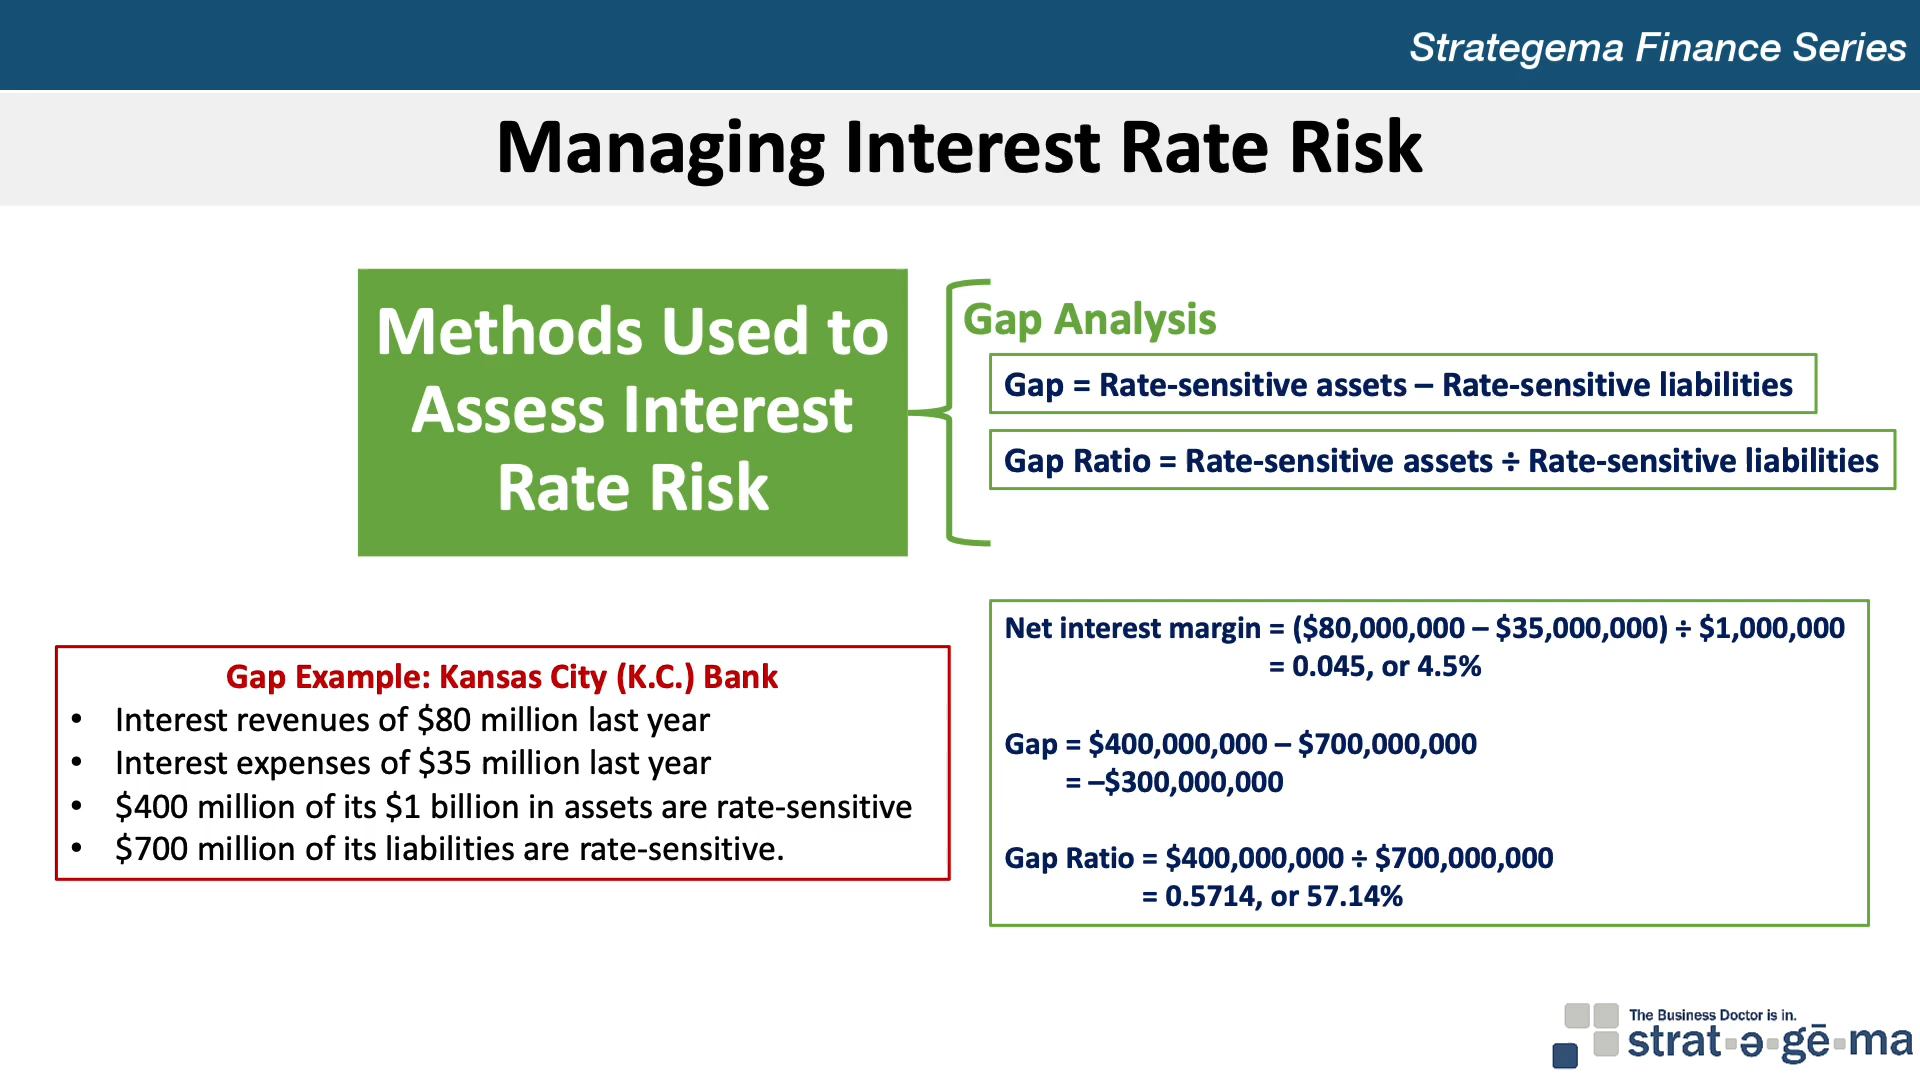 Strategema Finance Series
Managing Interest Rate Risk
Methods Used to
Assess Interest
Rate Risk
Gap Analysis
Gap = Rate-sensitive assets – Rate-sensitive liabilities
Gap Ratio = Rate-sensitive assets ÷ Rate-sensitive liabilities
Gap Example: Kansas City (K.C.) Bank
• Interest revenues of $80 million last year
• Interest expenses of $35 million last year
• $400 million of its $1 billion in assets are rate-sensitive
• $700 million of its liabilities are rate-sensitive.
Net interest margin = ($80,000,000 – $35,000,000) ÷ $1,000,000
= 0.045, or 4.5%
Gap = $400,000,000 – $700,000,000
= –$300,000,000
Gap Ratio = $400,000,000 ÷ $700,000,000
= 0.5714, or 57.14%
The Business Doctor is in.
strat-ə-gē-ma